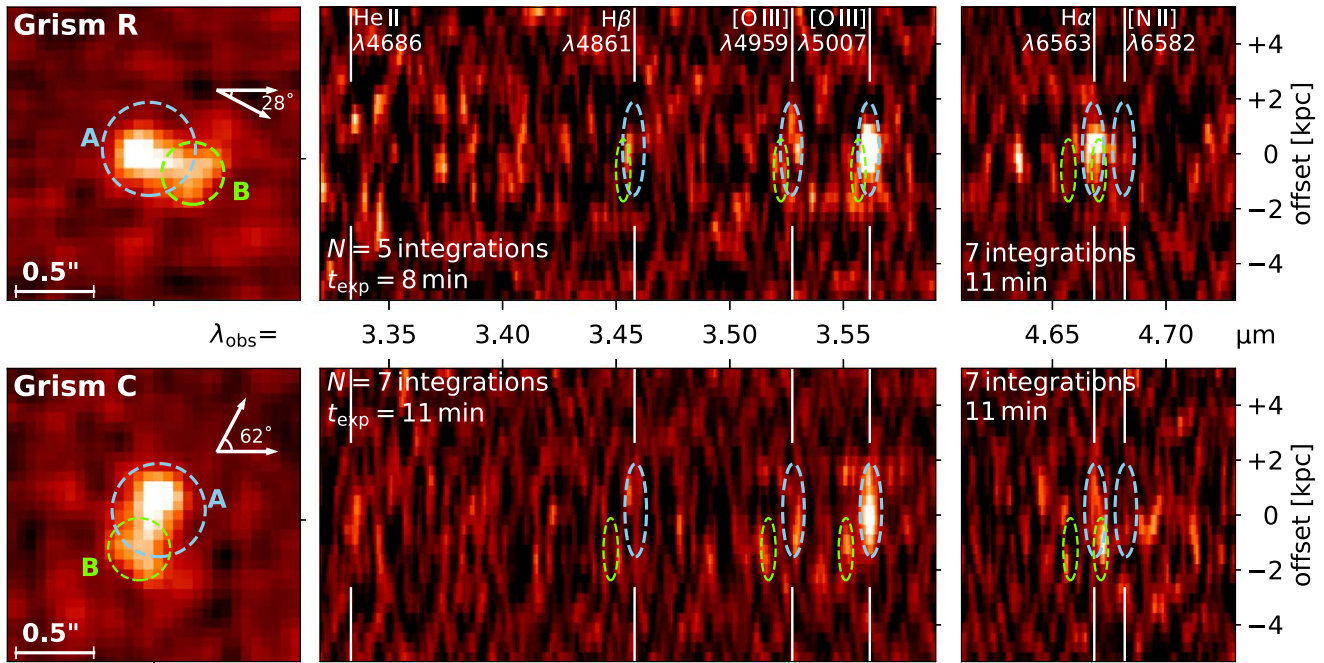 Grism R
28°
A
B
0.5"
He II
λ4686
Hβ
λ4861
[O III]
λ4959
[O III]
λ5007
N = 5 integrations
t_exp = 8 min
Hα
λ6563
[N II]
λ6582
7 integrations
11 min
+4
+2
0
−2
−4
offset [kpc]
λ_obs=
3.35
3.40
3.45
3.50
3.55
4.65
4.70
μm
Grism C
62°
A
B
0.5"
N = 7 integrations
t_exp = 11 min
7 integrations
11 min
+4
+2
0
−2
−4
offset [kpc]